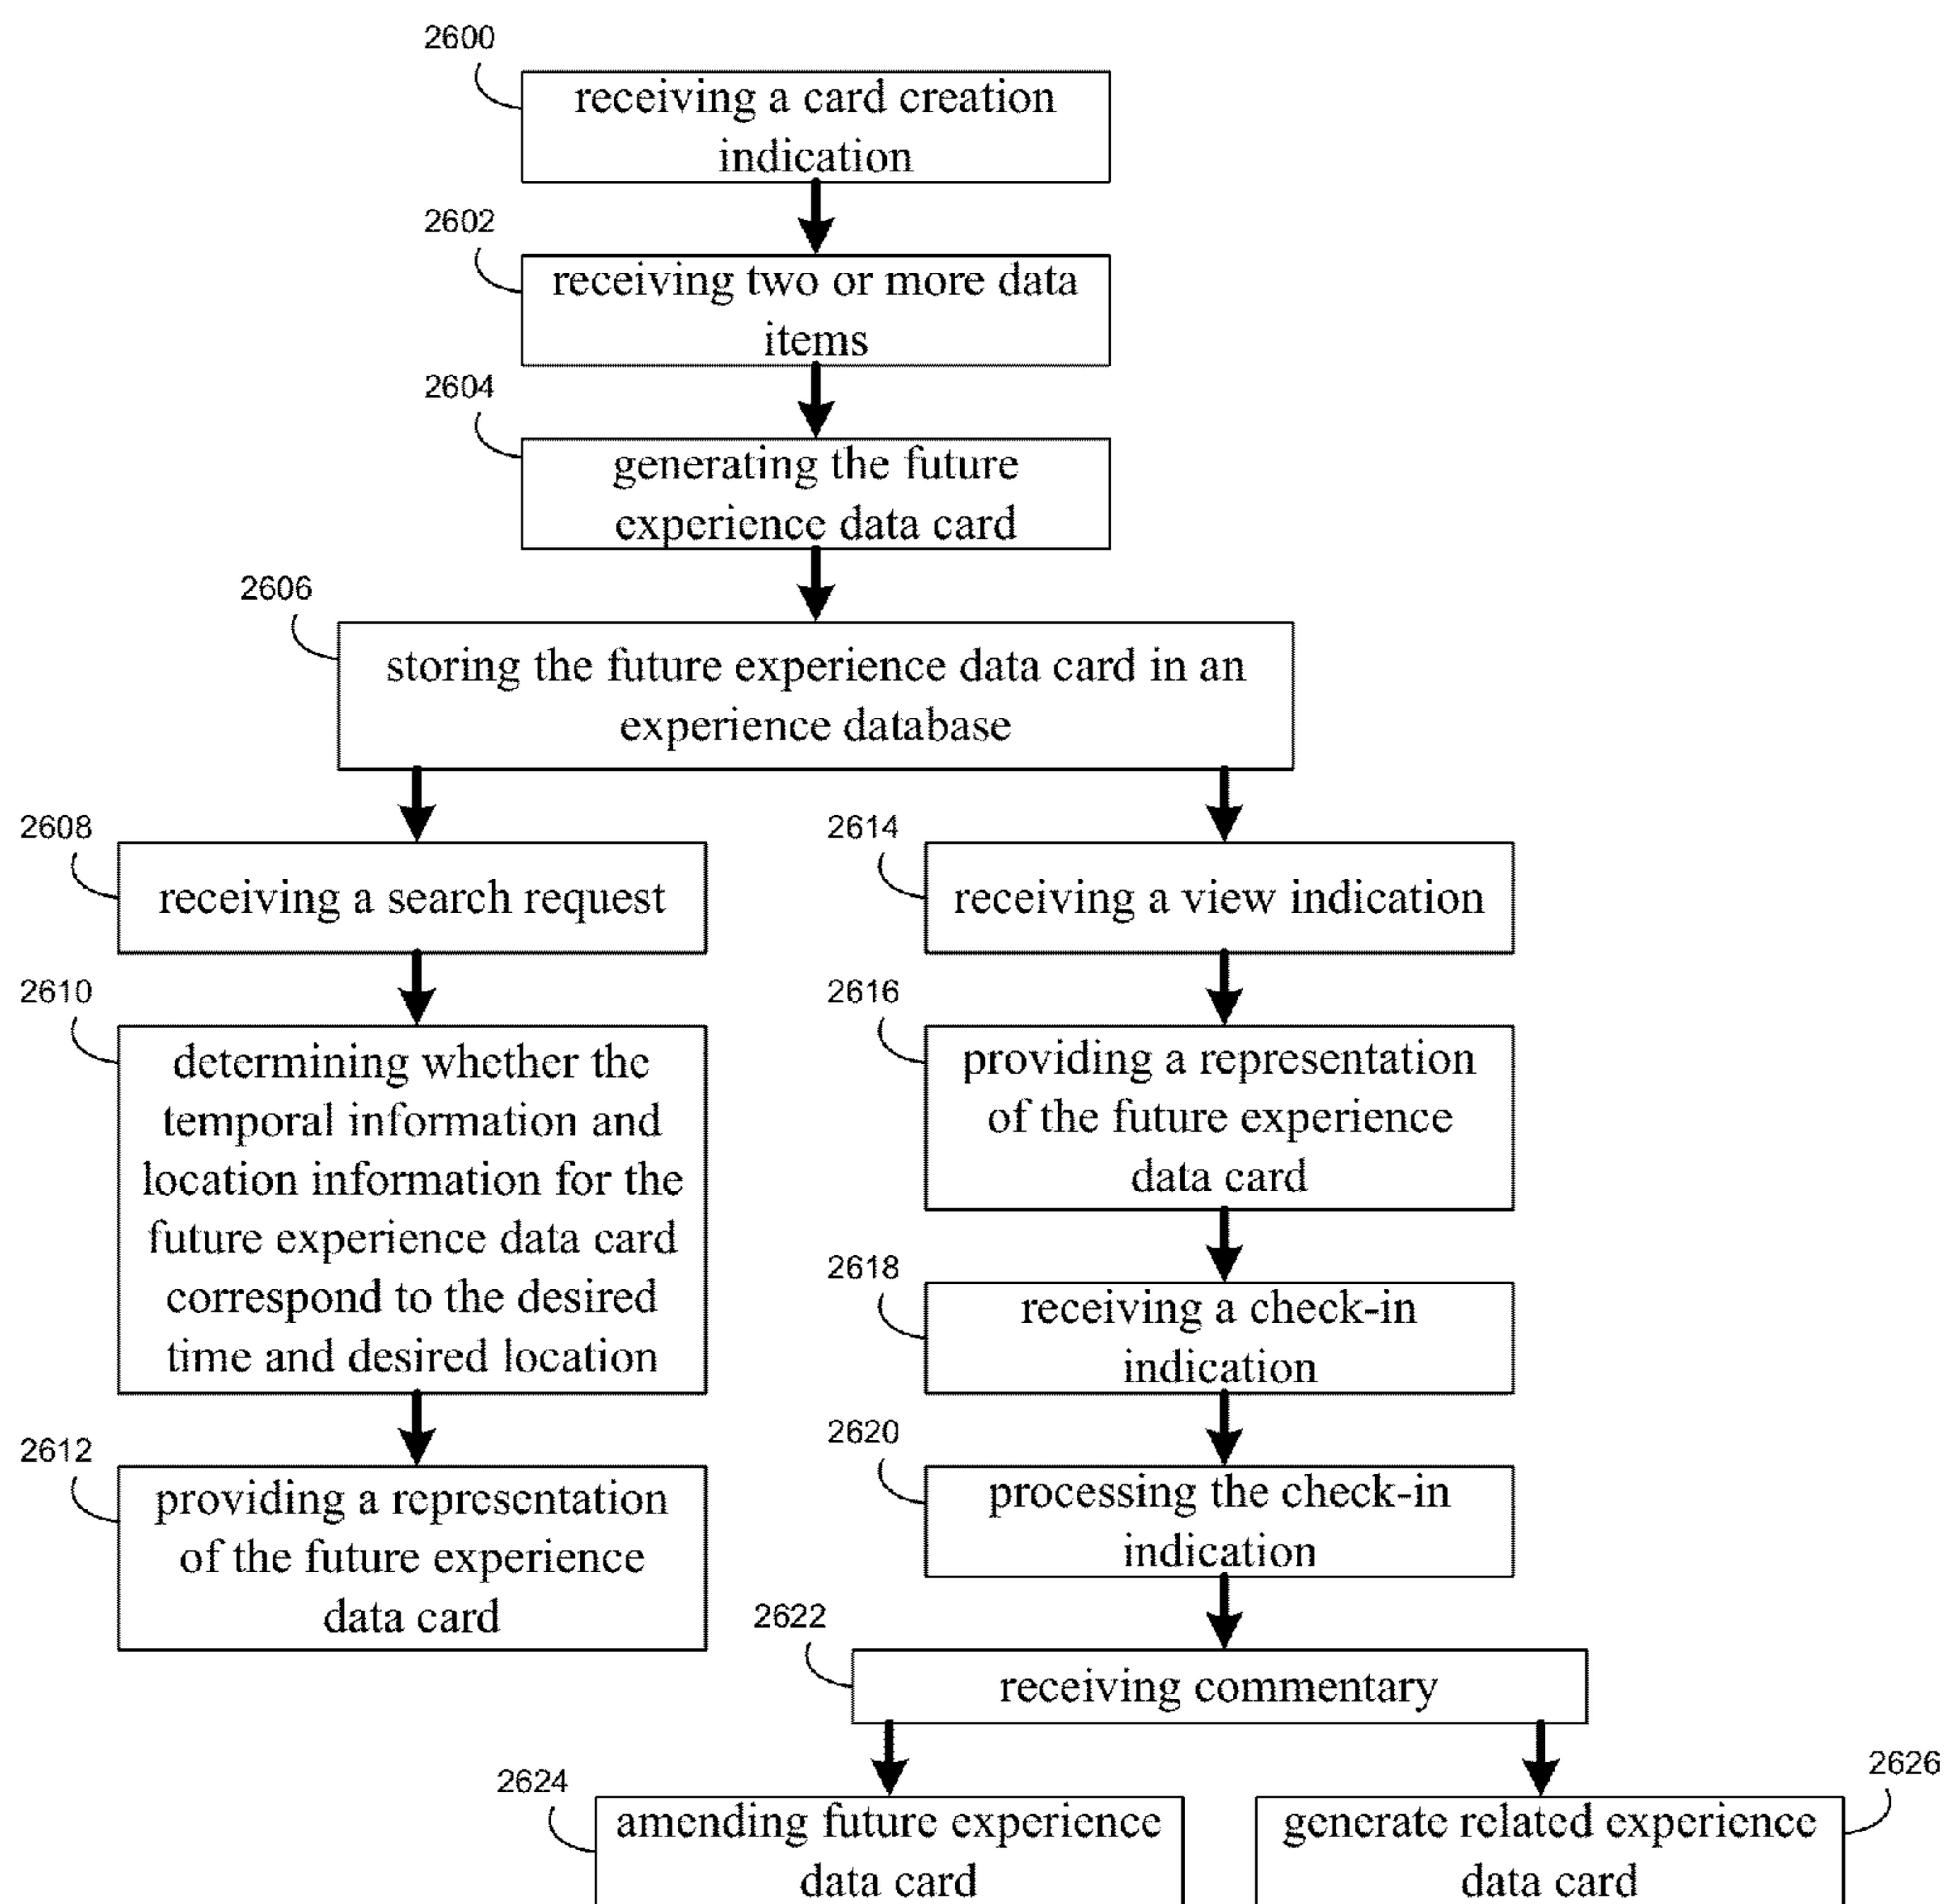 2600
receiving a card creation
indication
2602
receiving two or more data
items
2604
generating the future
experience data card
2606
storing the future experience data card in an
experience database
2608
receiving a search request
2610
determining whether the
temporal information and
location information for the
future experience data card
correspond to the desired
time and desired location
2612
providing a representation
of the future experience
data card
2614
receiving a view indication
2616
providing a representation
of the future experience
data card
2618
receiving a check-in
indication
2620
processing the check-in
indication
2622
receiving commentary
2624
amending future experience
data card
2626
generate related experience
data card